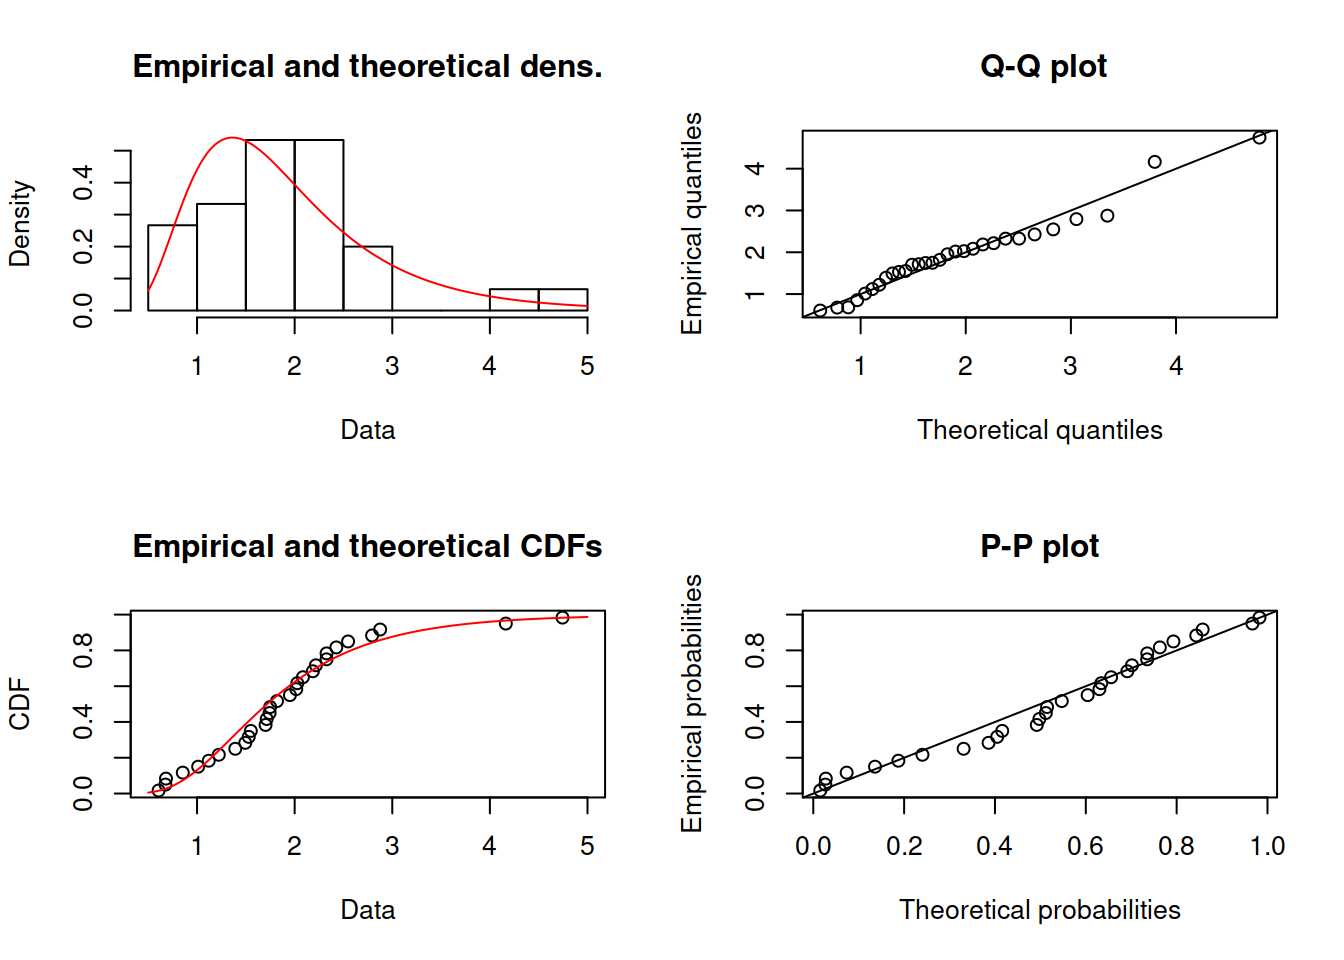 Empirical and theoretical dens.
Density
0.0 0.2 0.4
1 2 3 4 5
Data
Q-Q plot
Empirical quantiles
1 2 3 4
1 2 3 4
Theoretical quantiles
Empirical and theoretical CDFs
CDF
0.0 0.4 0.8
1 2 3 4 5
Data
P-P plot
Empirical probabilities
0.0 0.4 0.8
0.0 0.2 0.4 0.6 0.8 1.0
Theoretical probabilities